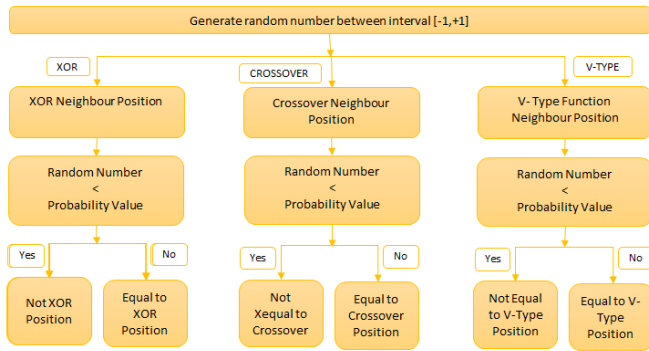 Generate random number between interval [-1,+1]
XOR
CROSSOVER
V-TYPE
XOR Neighbour Position
Crossover Neighbour
Position
V- Type Function
Neighbour Position
Random Number
<
Probability Value
Random Number
<
Probability Value
Random Number
<
Probability Value
Yes
No
Yes
No
Yes
No
Not XOR
Position
Equal to
XOR
Position
Not
Xequal to
Crossover
Equal to
Crossover
Position
Not Equal
to V-Type
Position
Equal to V-
Type
Position